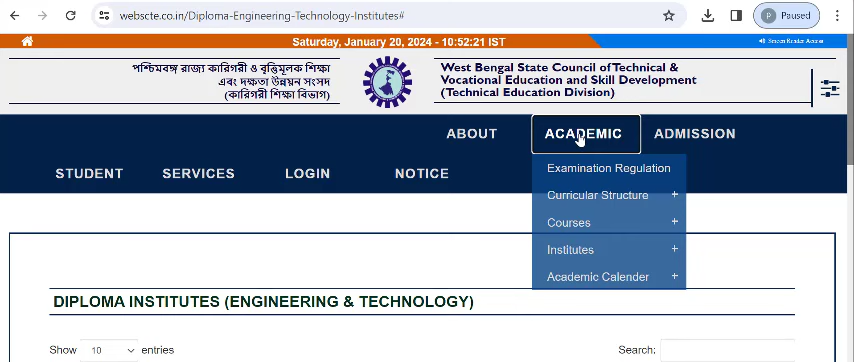 webscte.co.in/Diploma-Engineering-Technology-Institutes#
P Paused
Saturday, January 20, 2024 - 10:52:21 IST
Screen Reader Access
পশ্চিমবঙ্গ রাজ্য কারিগরী ও বৃত্তিমূলক শিক্ষা
এবং দক্ষতা উন্নয়ন সংসদ
(কারিগরী শিক্ষা বিভাগ)
West Bengal State Council of Technical &
Vocational Education and Skill Development
(Technical Education Division)
ABOUT ACADEMIC ADMISSION
STUDENT SERVICES LOGIN NOTICE
Examination Regulation
Curricular Structure +
Courses +
Institutes +
Academic Calender +
DIPLOMA INSTITUTES (ENGINEERING & TECHNOLOGY)
Show 10 entries Search: